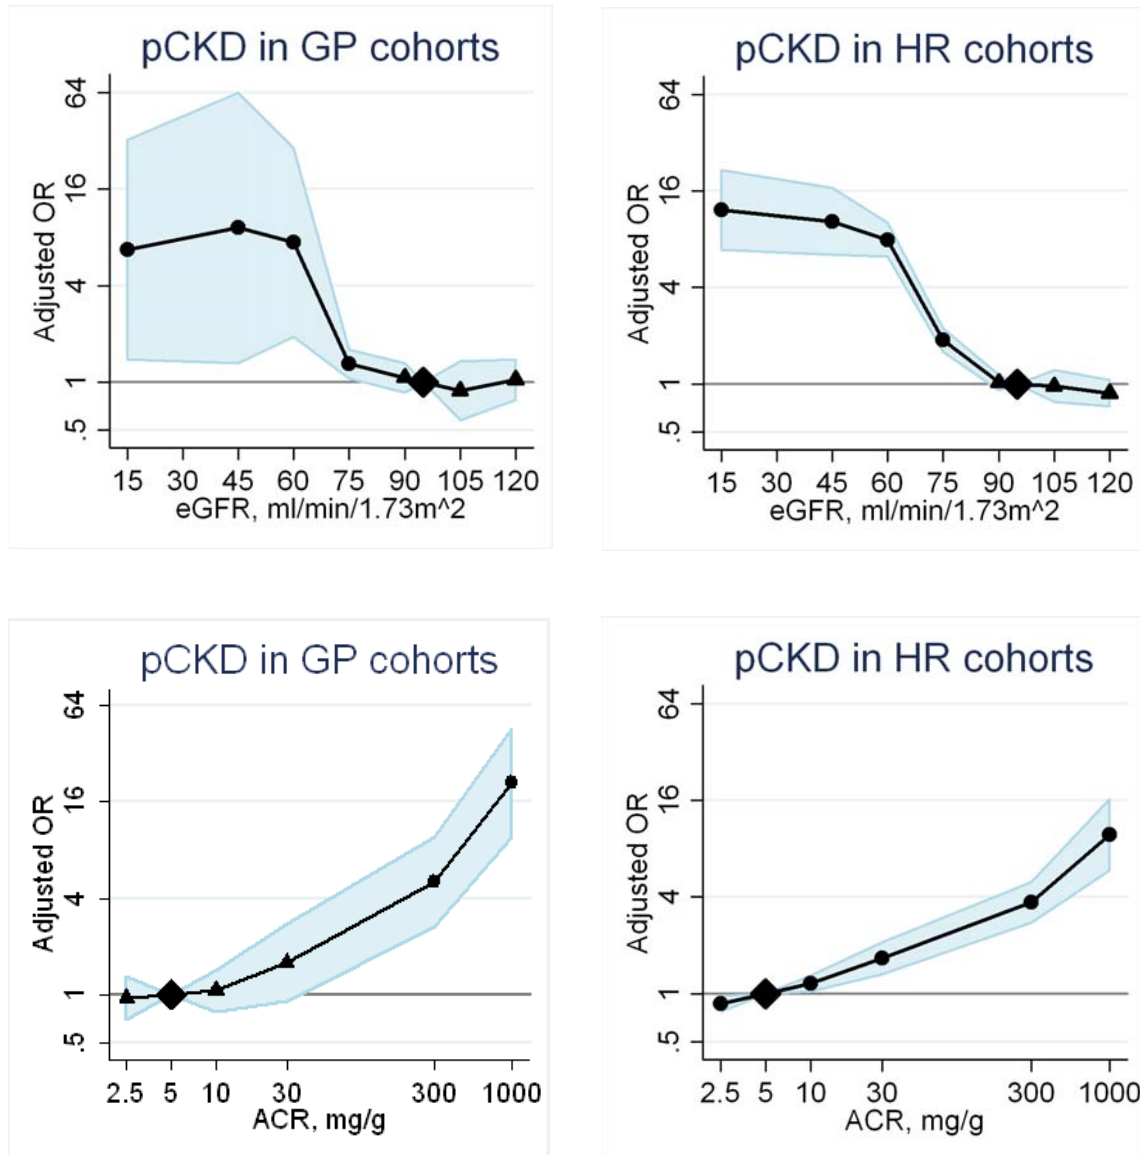 pCKD in GP cohorts
64
16
4
1
.5
Adjusted OR
15 30 45 60 75 90 105 120
eGFR, ml/min/1.73m^2
pCKD in HR cohorts
64
16
4
1
.5
Adjusted OR
15 30 45 60 75 90 105 120
eGFR, ml/min/1.73m^2
pCKD in GP cohorts
64
16
4
1
.5
Adjusted OR
2.5 5 10 30 300 1000
ACR, mg/g
pCKD in HR cohorts
64
16
4
1
.5
Adjusted OR
2.5 5 10 30 300 1000
ACR, mg/g